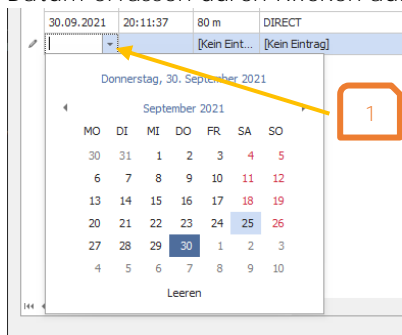 30.09.2021 20:11:37 80 m DIRECT
[Kein Eint... [Kein Eintrag]
Donnerstag, 30. September 2021
September 2021
MO DI MI DO FR SA SO
30 31 1 2 3 4 5
6 7 8 9 10 11 12
13 14 15 16 17 18 19
20 21 22 23 24 25 26
27 28 29 30 1 2 3
4 5 6 7 8 9 10
Leeren
1